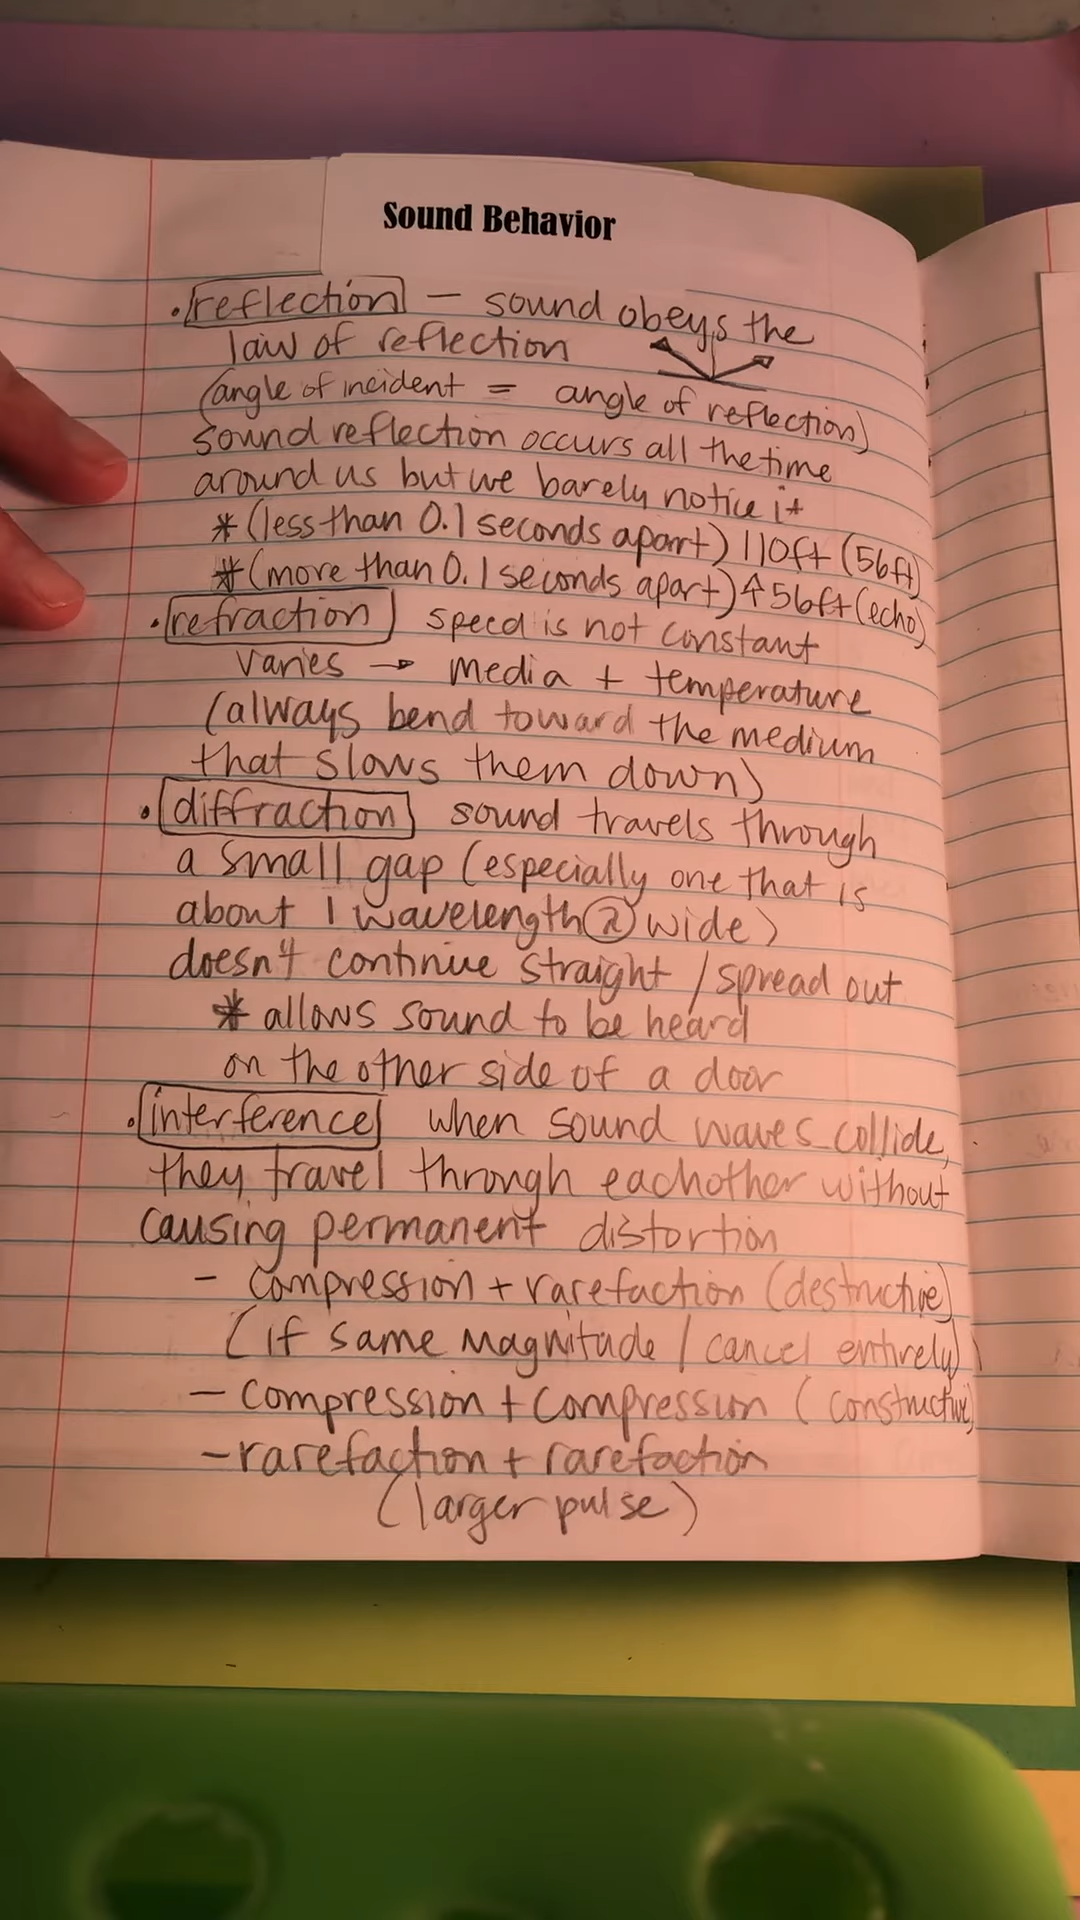 Sound Behavior
• reflection – sound obeys the
law of reflection
(angle of incident = angle of reflection)
sound reflection occurs all the time
around us but we barely notice it
* (less than 0.1 seconds apart) 110ft (56ft)
* (more than 0.1 seconds apart) ↑56ft (echo)
• refraction speed is not constant
varies → media + temperature
(always bend toward the medium
that slows them down)
• diffraction sound travels through
a small gap (especially one that is
about 1 wavelength λ wide)
doesn't continue straight / spread out
* allows sound to be heard
on the other side of a door
• interference when sound waves collide,
they travel through eachother without
causing permanent distortion
- compression + rarefaction (destructive)
(if same magnitude / cancel entirely)
- compression + compression (constructive)
- rarefaction + rarefaction
(larger pulse)